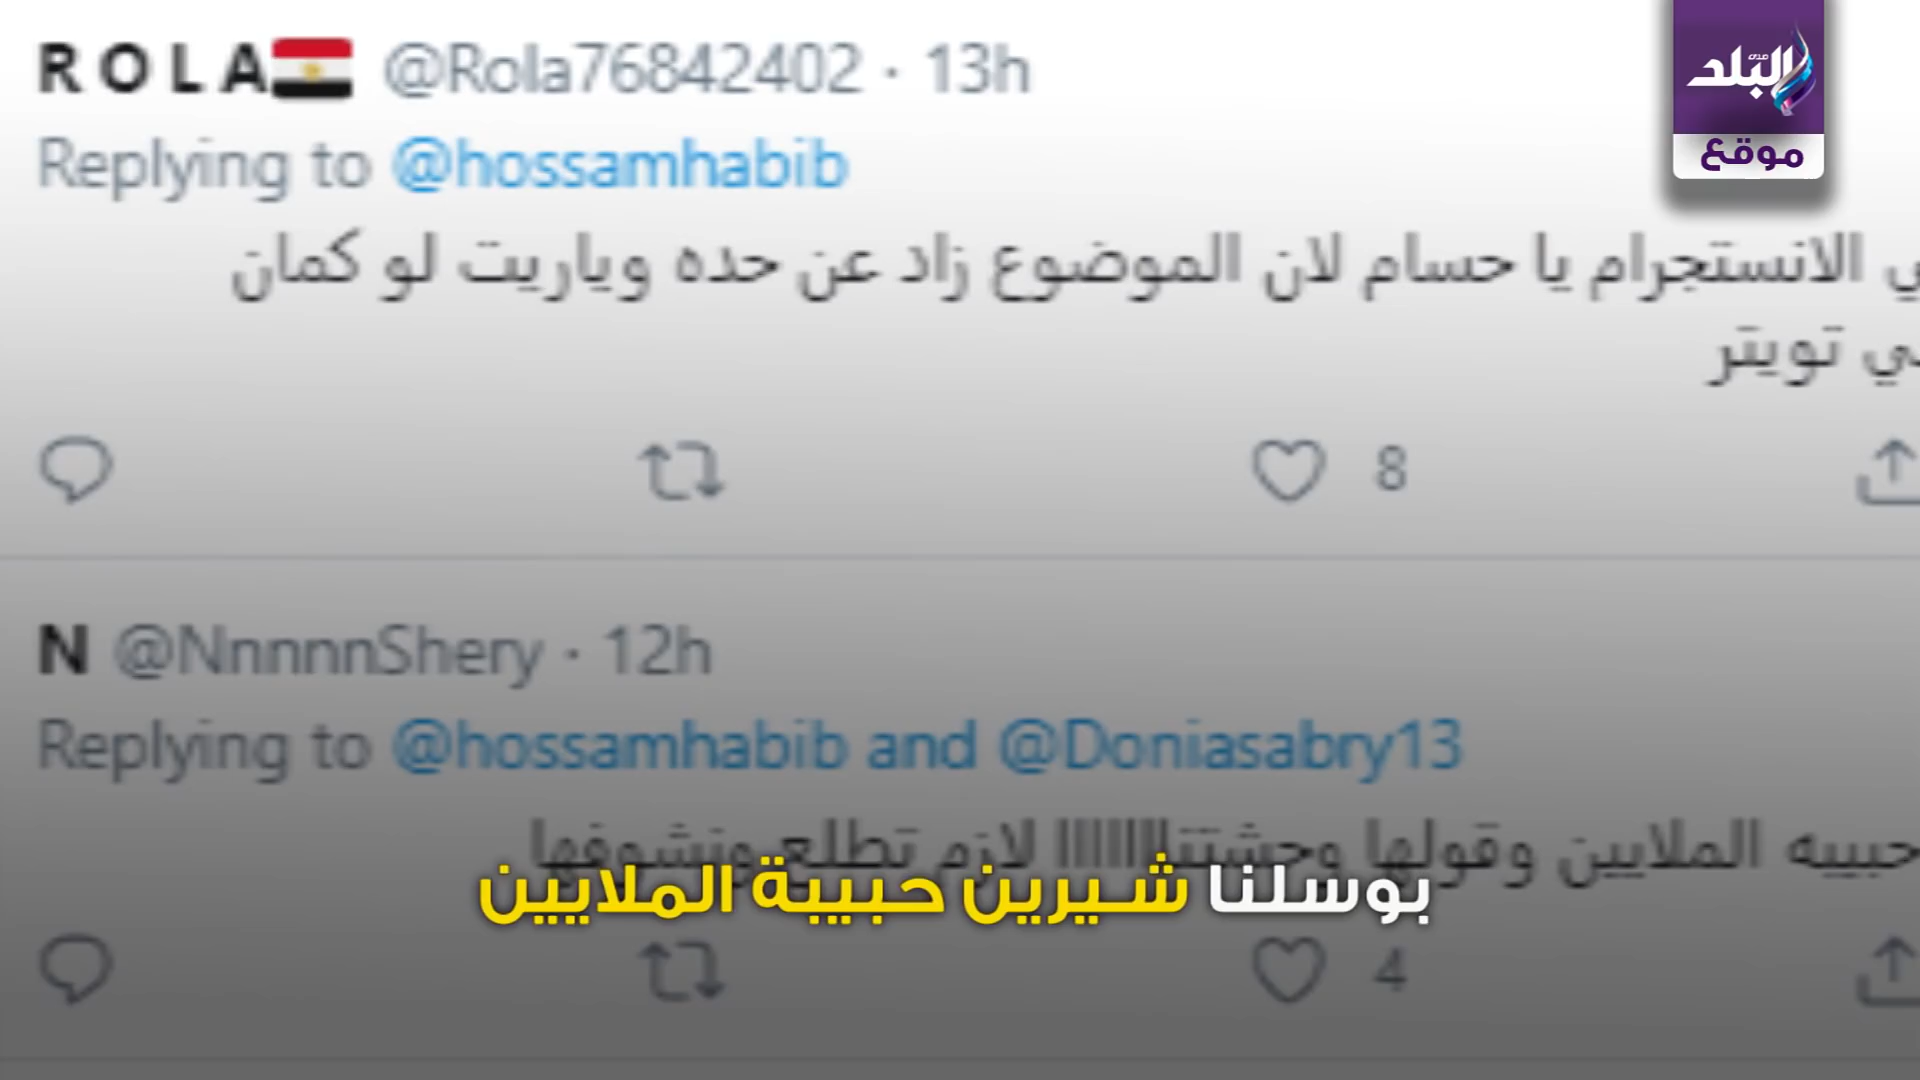 ROLA @Rola76842402 · 13h
صدى البلد
موقع
Replying to @hossamhabib
الانستجرام يا حسام لان الموضوع زاد عن حده وياريت لو كمان
تويتر
8
N @NnnnnShery · 12h
Replying to @hossamhabib and @Doniasabry13
حبيبه الملايين وقولها وحشتنااااااااا لازم تطلع ونشوفها
بوسلنا شيرين حبيبة الملايين
4